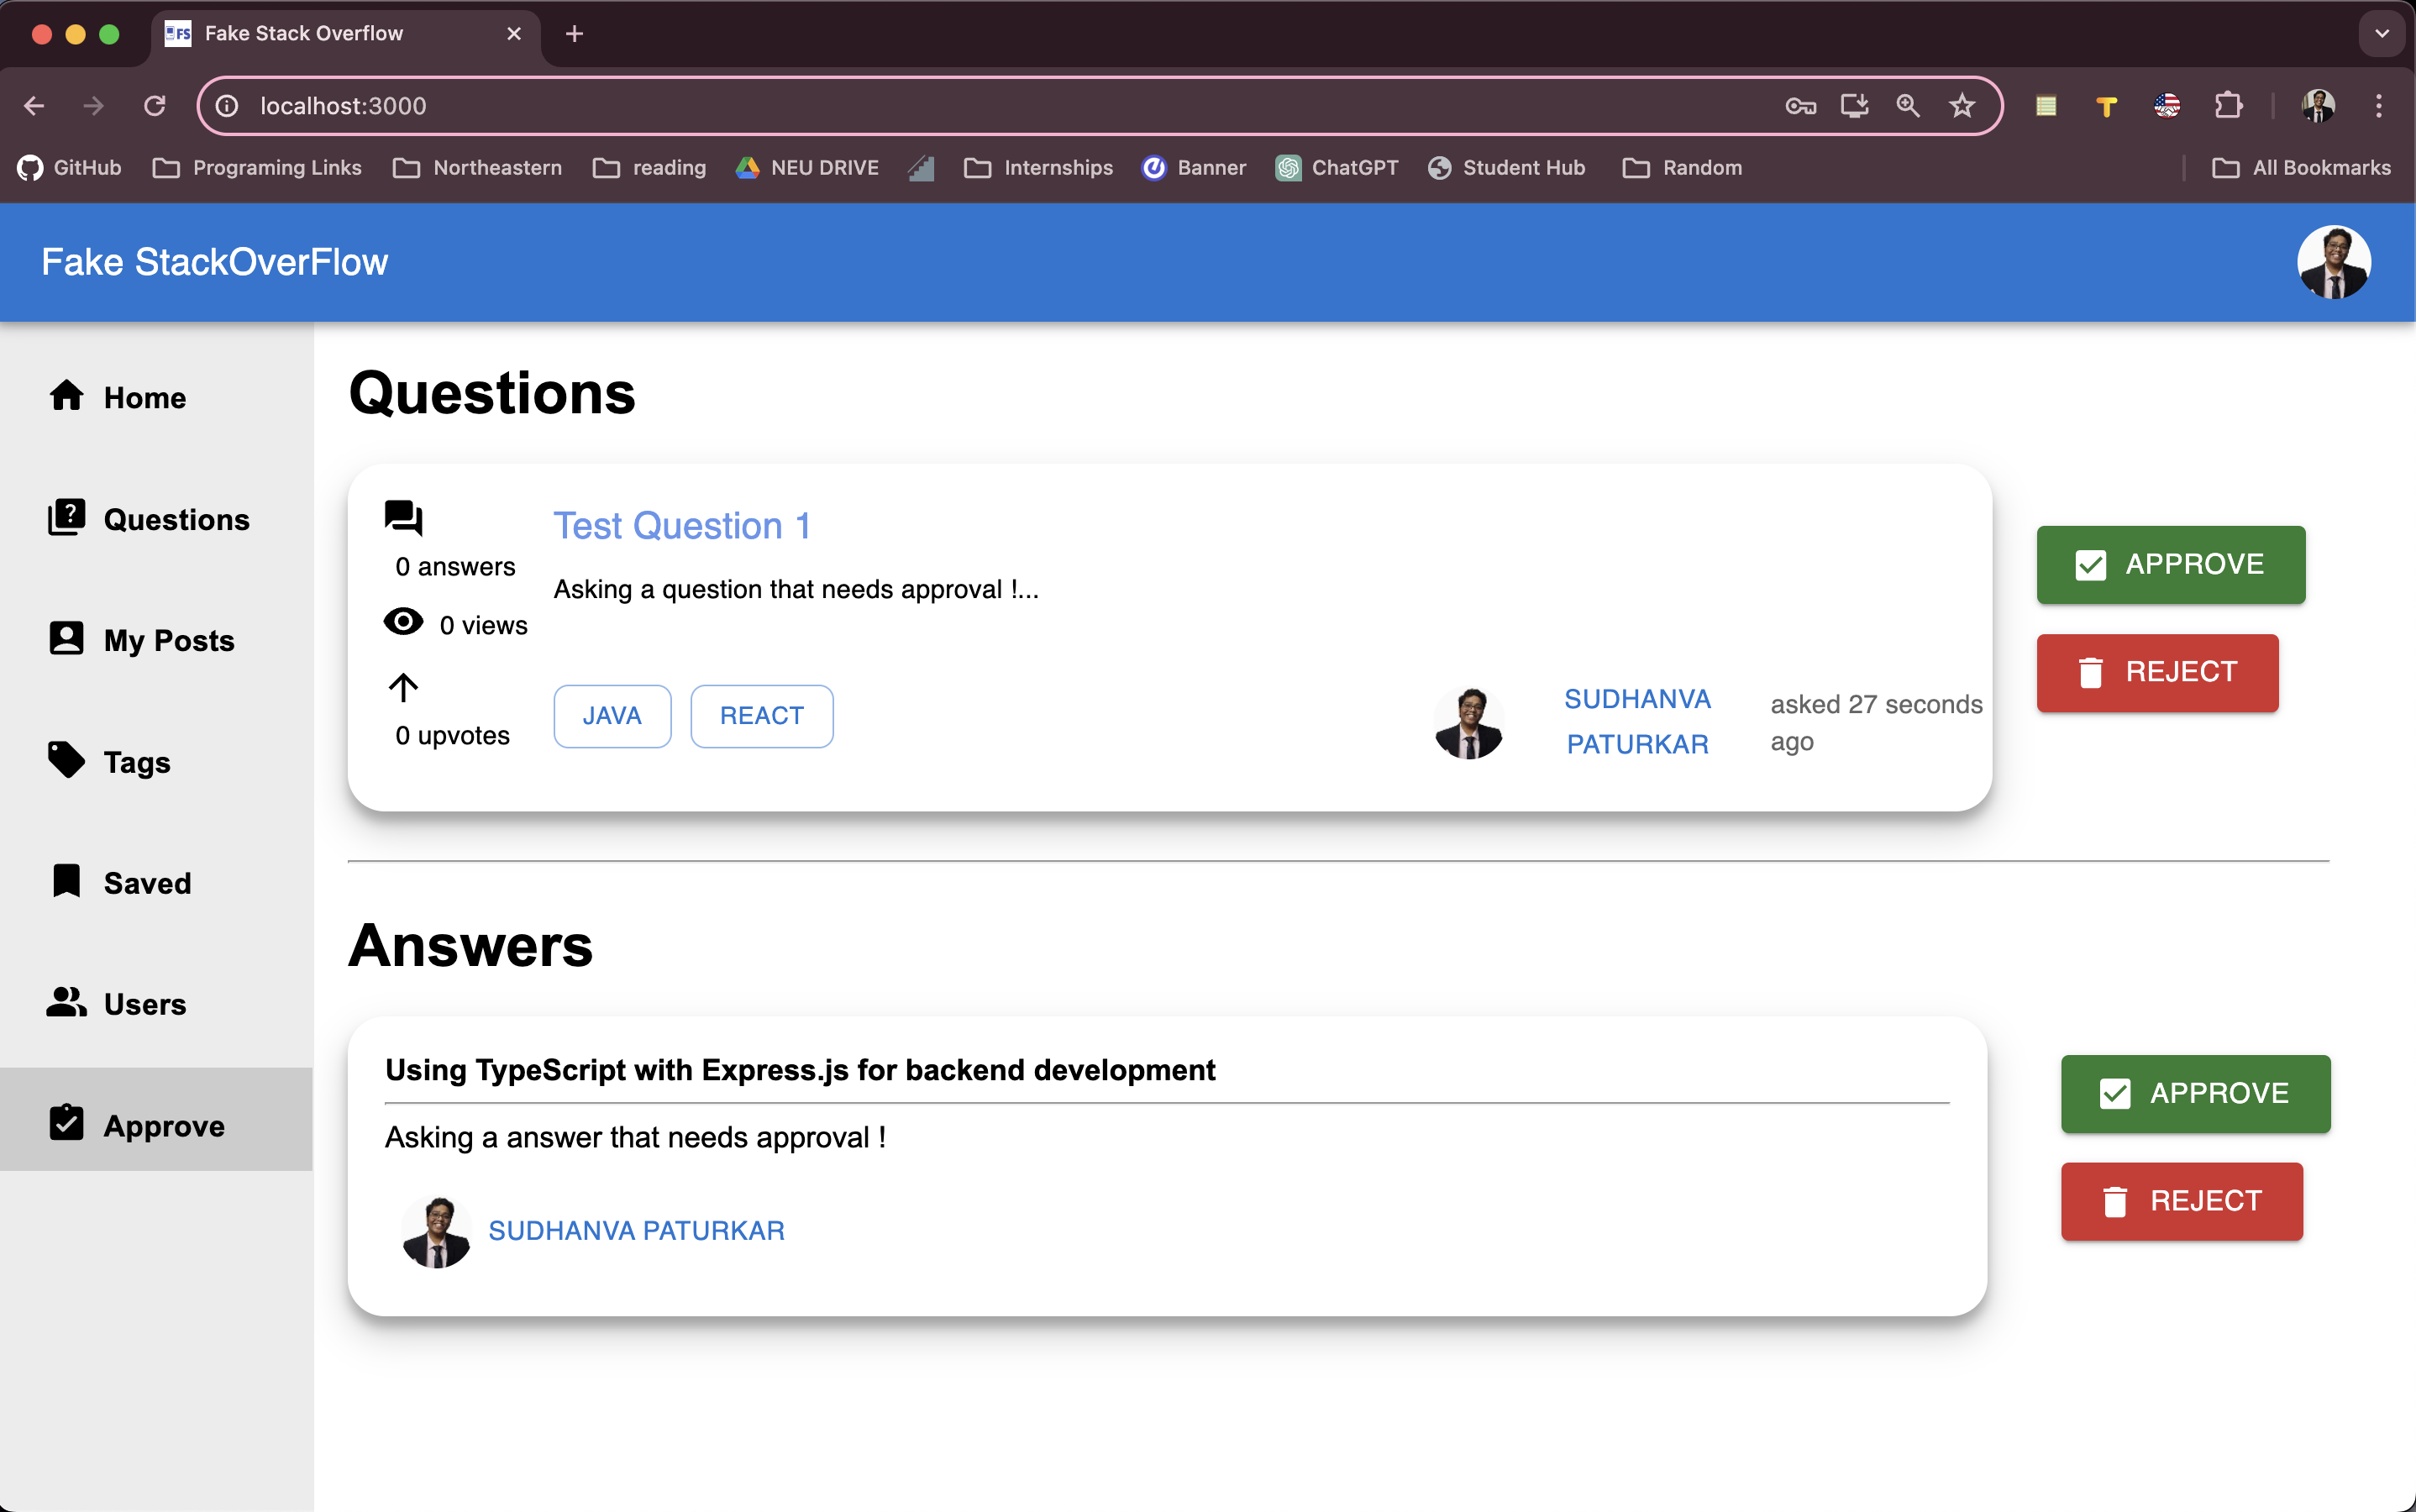 FS
Fake Stack Overflow
localhost:3000
GitHub
Programing Links
Northeastern
reading
NEU DRIVE
Internships
Banner
ChatGPT
Student Hub
Random
All Bookmarks
Fake StackOverFlow
Home
Questions
My Posts
Tags
Saved
Users
Approve
Questions
0 answers
0 views
0 upvotes
Test Question 1
Asking a question that needs approval !...
JAVA
REACT
SUDHANVA
PATURKAR
asked 27 seconds
ago
APPROVE
REJECT
Answers
Using TypeScript with Express.js for backend development
Asking a answer that needs approval !
SUDHANVA PATURKAR
APPROVE
REJECT